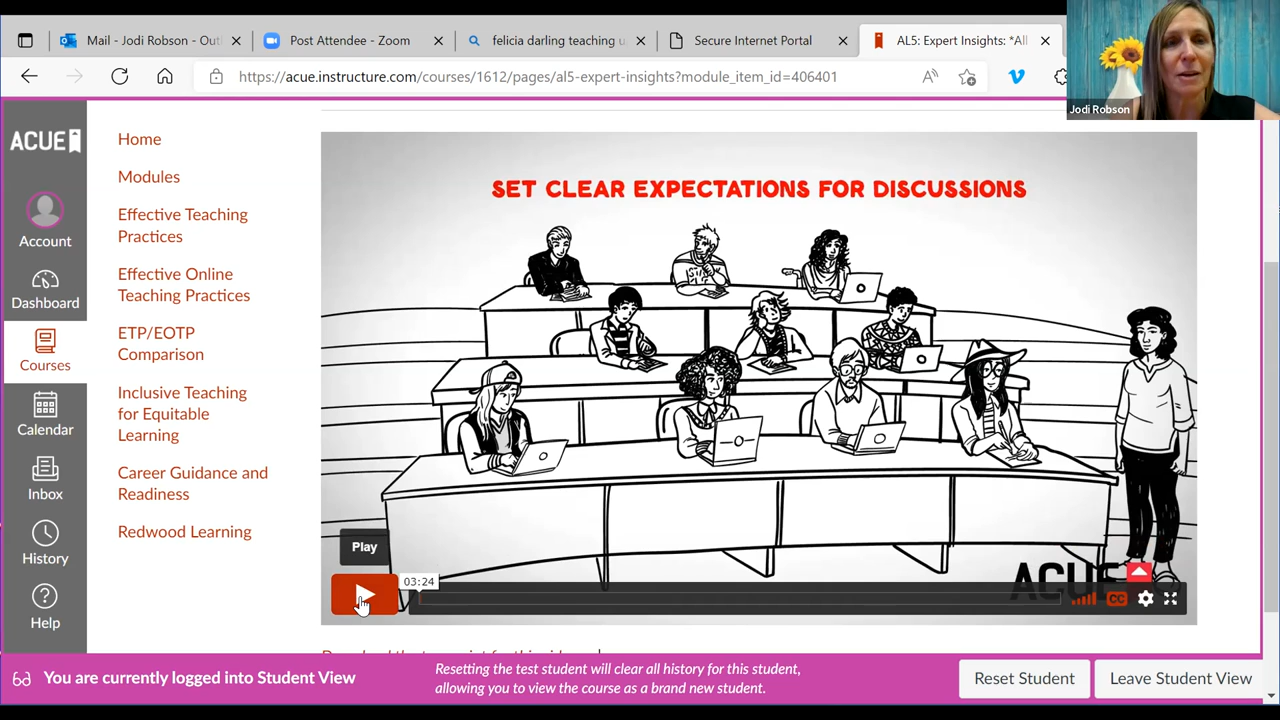 Mail - Jodi Robson - Out
Post Attendee - Zoom
felicia darling teaching u
Secure Internet Portal
AL5: Expert Insights: *All
https://acue.instructure.com/courses/1612/pages/al5-expert-insights?module_item_id=406401
Jodi Robson
ACUE
Account
Dashboard
Courses
Calendar
Inbox
History
Help
Home
Modules
Effective Teaching
Practices
Effective Online
Teaching Practices
ETP/EOTP
Comparison
Inclusive Teaching
for Equitable
Learning
Career Guidance and
Readiness
Redwood Learning
SET CLEAR EXPECTATIONS FOR DISCUSSIONS
Play
03:24
ACUE
CC
You are currently logged into Student View
Resetting the test student will clear all history for this student,
allowing you to view the course as a brand new student.
Reset Student
Leave Student View